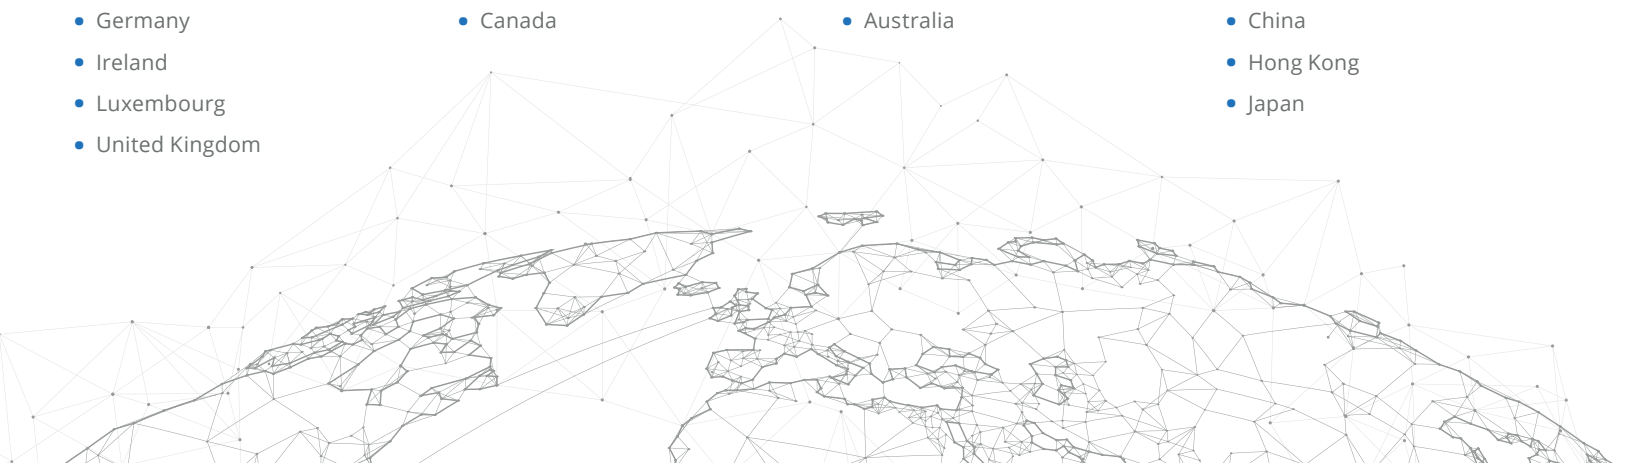 Germany
Ireland
Luxembourg
United Kingdom
Canada
Australia
China
Hong Kong
Japan